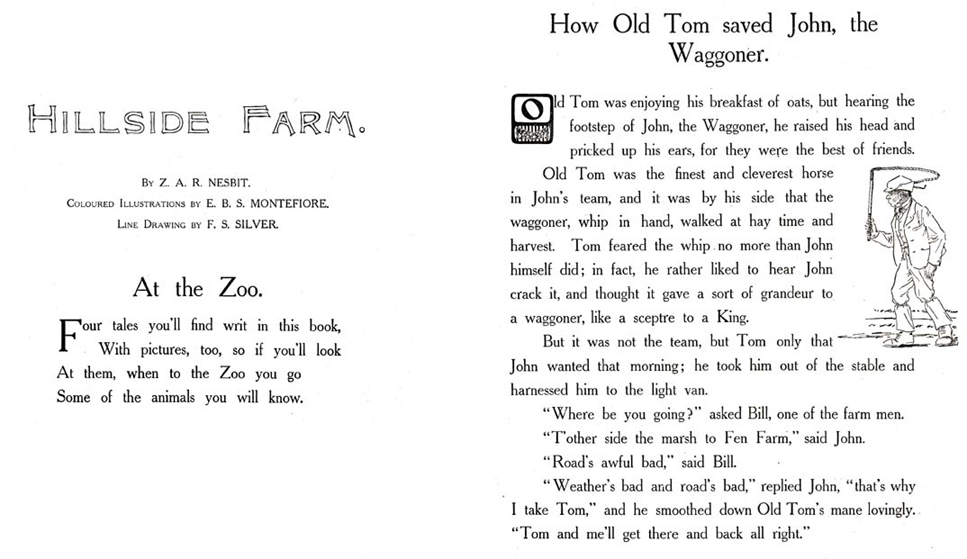 HILLSIDE FARM.
BY Z. A. R. NESBIT.
COLOURED ILLUSTRATIONS BY E. B. S. MONTEFIORE.
LINE DRAWING BY F. S. SILVER.
At the Zoo.
Four tales you'll find writ in this book,
With pictures, too, so if you'll look
At them, when to the Zoo you go
Some of the animals you will know.
How Old Tom saved John, the
Waggoner.
Old Tom was enjoying his breakfast of oats, but hearing the
footstep of John, the Waggoner, he raised his head and
pricked up his ears, for they were the best of friends.
Old Tom was the finest and cleverest horse
in John's team, and it was by his side that the
waggoner, whip in hand, walked at hay time and
harvest. Tom feared the whip no more than John
himself did; in fact, he rather liked to hear John
crack it, and thought it gave a sort of grandeur to
a waggoner, like a sceptre to a King.
But it was not the team, but Tom only that
John wanted that morning; he took him out of the stable and
harnessed him to the light van.
"Where be you going?" asked Bill, one of the farm men.
"T'other side the marsh to Fen Farm," said John.
"Road's awful bad," said Bill.
"Weather's bad and road's bad," replied John, "that's why
I take Tom," and he smoothed down Old Tom's mane lovingly.
"Tom and me'll get there and back all right."